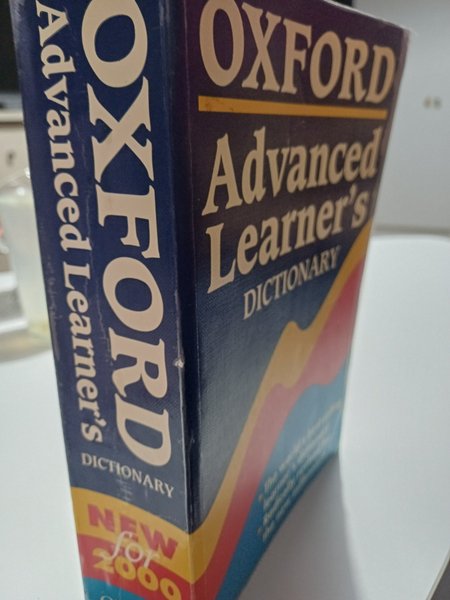 OXFORD
Advanced Learner's
DICTIONARY
NEW
for
2000
OXFORD
Advanced
Learner's
DICTIONARY